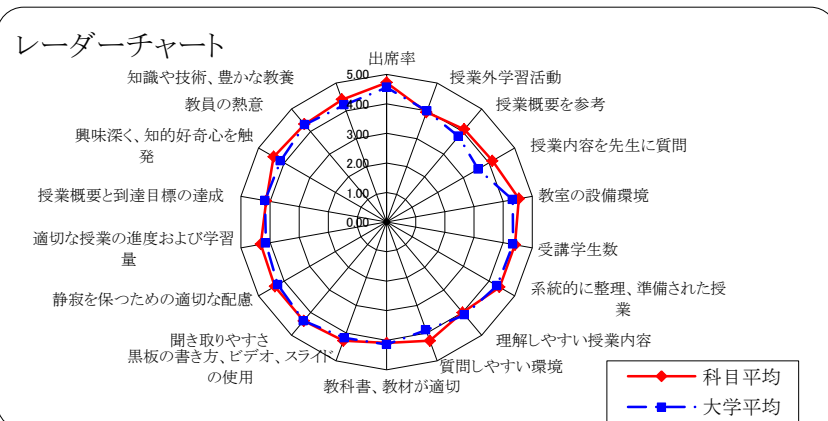 レーダーチャート
出席率
授業外学習活動
授業概要を参考
授業内容を先生に質問
教室の設備環境
受講学生数
系統的に整理、準備された授
業
理解しやすい授業内容
質問しやすい環境
教科書、教材が適切
黒板の書き方、ビデオ、スライド
の使用
聞き取りやすさ
静寂を保つための適切な配慮
適切な授業の進度および学習
量
授業概要と到達目標の達成
興味深く、知的好奇心を触
発
教員の熱意
知識や技術、豊かな教養
5.00
4.00
3.00
2.00
1.00
0.00
科目平均
大学平均